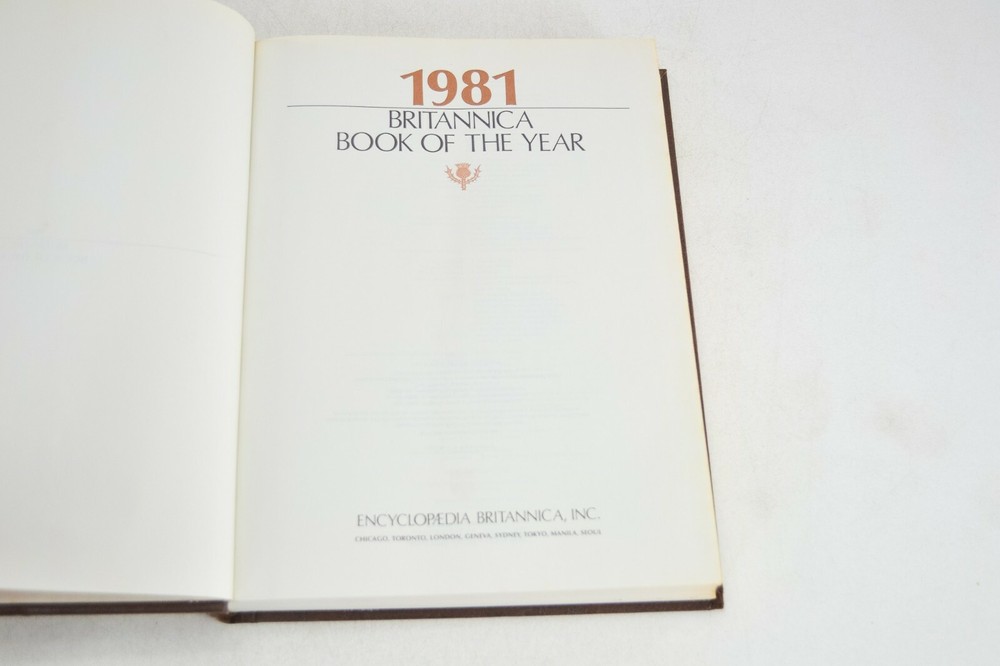 1981
BRITANNICA
BOOK OF THE YEAR
ENCYCLOPÆDIA BRITANNICA, INC.
CHICAGO, TORONTO, LONDON, GENEVA, SYDNEY, TOKYO, MANILA, SEOUL